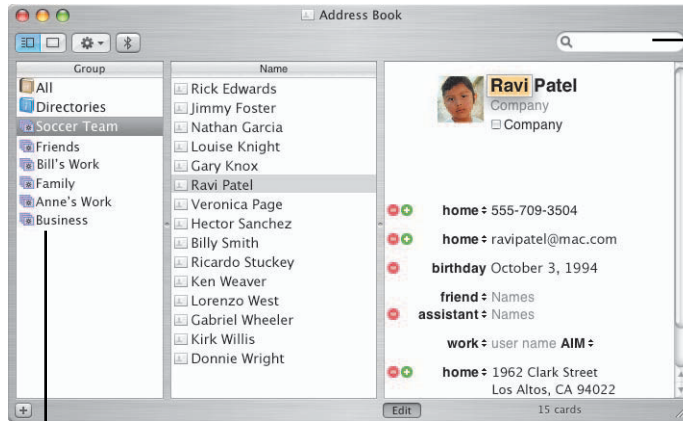 Address Book
Group
All
Directories
Soccer Team
Friends
Bill's Work
Family
Anne's Work
Business
Name
Rick Edwards
Jimmy Foster
Nathan Garcia
Louise Knight
Gary Knox
Ravi Patel
Veronica Page
Hector Sanchez
Billy Smith
Ricardo Stuckey
Ken Weaver
Lorenzo West
Gabriel Wheeler
Kirk Willis
Donnie Wright
Ravi Patel
Company
Company
home 555-709-3504
home ravipatel@mac.com
birthday October 3, 1994
friend Names
assistant Names
work user name AIM
home 1962 Clark Street
Los Altos, CA 94022
Edit
15 cards